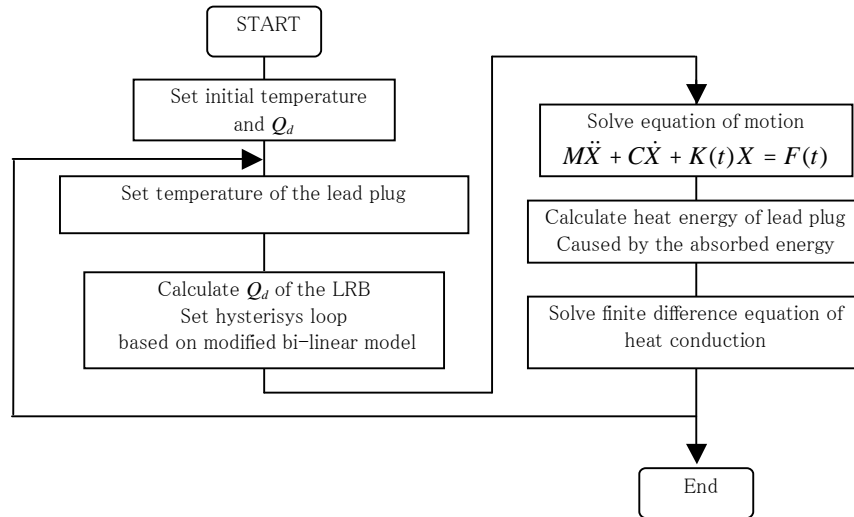 START
Set initial temperature
and Q_d
Set temperature of the lead plug
Calculate Q_d of the LRB
Set hysterisys loop
based on modified bi-linear model
Solve equation of motion
MẌ + CẊ + K(t)X = F(t)
Calculate heat energy of lead plug
Caused by the absorbed energy
Solve finite difference equation of
heat conduction
End